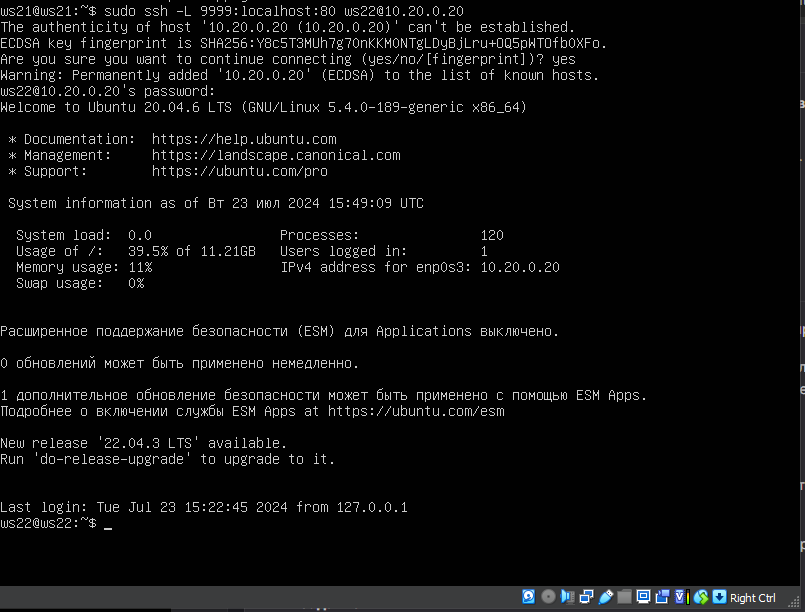 ws21@ws21:~$ sudo ssh -L 9999:localhost:80 ws22@10.20.0.20
The authenticity of host '10.20.0.20 (10.20.0.20)' can't be established.
ECDSA key fingerprint is SHA256:Y8c5T3MUh7g7OnKKMONTgLDyBjLru+OQ5pWTOfbOXFo.
Are you sure you want to continue connecting (yes/no/[fingerprint])? yes
Warning: Permanently added '10.20.0.20' (ECDSA) to the list of known hosts.
ws22@10.20.0.20's password:
Welcome to Ubuntu 20.04.6 LTS (GNU/Linux 5.4.0-189-generic x86_64)
* Documentation: https://help.ubuntu.com
* Management: https://landscape.canonical.com
* Support: https://ubuntu.com/pro
System information as of Вт 23 июл 2024 15:49:09 UTC
System load: 0.0 Processes: 120
Usage of /: 39.5% of 11.21GB Users logged in: 1
Memory usage: 11% IPv4 address for enp0s3: 10.20.0.20
Swap usage: 0%
Расширенное поддержание безопасности (ESM) для Applications выключено.
0 обновлений может быть применено немедленно.
1 дополнительное обновление безопасности может быть применено с помощью ESM Apps.
Подробнее о включении службы ESM Apps at https://ubuntu.com/esm
New release '22.04.3 LTS' available.
Run 'do-release-upgrade' to upgrade to it.
Last login: Tue Jul 23 15:22:45 2024 from 127.0.0.1
ws22@ws22:~$ _
Right Ctrl